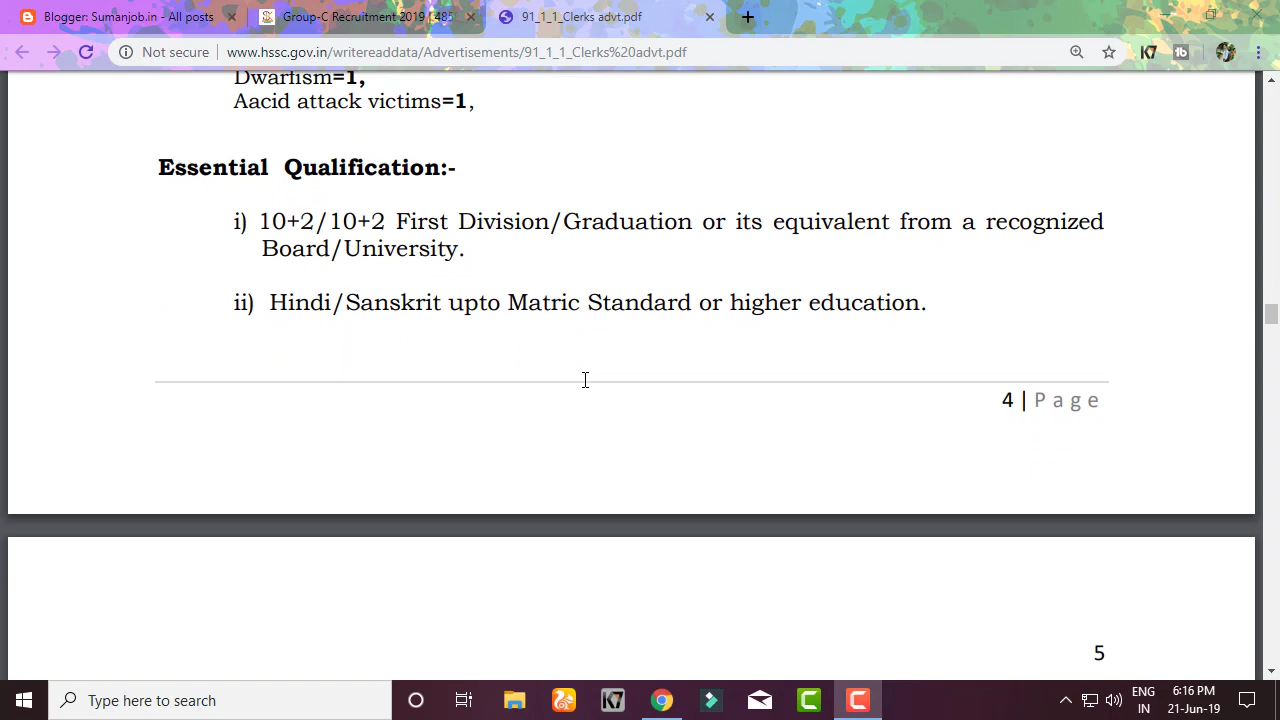 Blogger: Sumanjob.in - All posts
Group-C Recruitment 2019 | 485
91_1_1_Clerks advt.pdf
Not secure
www.hssc.gov.in/writereaddata/Advertisements/91_1_1_Clerks%20advt.pdf
K7
tb
Dwarfism=1,
Aacid attack victims=1,
Essential Qualification:-
i) 10+2/10+2 First Division/Graduation or its equivalent from a recognized
Board/University.
ii) Hindi/Sanskrit upto Matric Standard or higher education.
4 | Page
5
Type here to search
K7
ENG
IN
6:16 PM
21-Jun-19